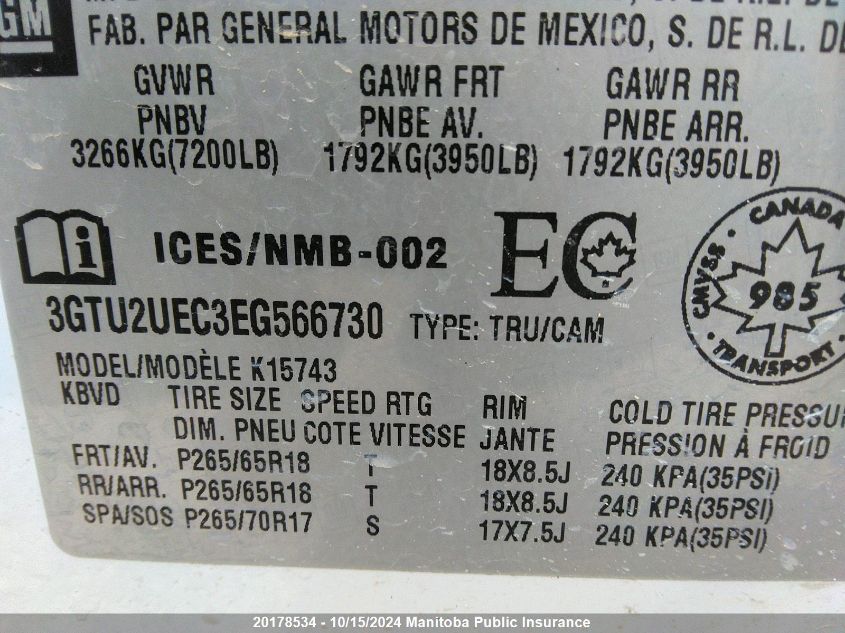 GM
FAB. PAR GENERAL MOTORS DE MEXICO, S. DE R.L. DE
GVWR GAWR FRT GAWR RR
PNBV PNBE AV. PNBE ARR.
3266KG(7200LB) 1792KG(3950LB) 1792KG(3950LB)
i ICES/NMB-002 EC
CANADA
CMVSS 985
TRANSPORT
3GTU2UEC3EG566730 TYPE: TRU/CAM
MODEL/MODÈLE K15743
KBVD TIRE SIZE SPEED RTG RIM COLD TIRE PRESSU
DIM. PNEU COTE VITESSE JANTE PRESSION À FROID
FRT/AV. P265/65R18 T 18X8.5J 240 KPA(35PSI)
RR/ARR. P265/65R18 T 18X8.5J 240 KPA(35PSI)
SPA/SOS P265/70R17 S 17X7.5J 240 KPA(35PSI)
20178534 - 10/15/2024 Manitoba Public Insurance